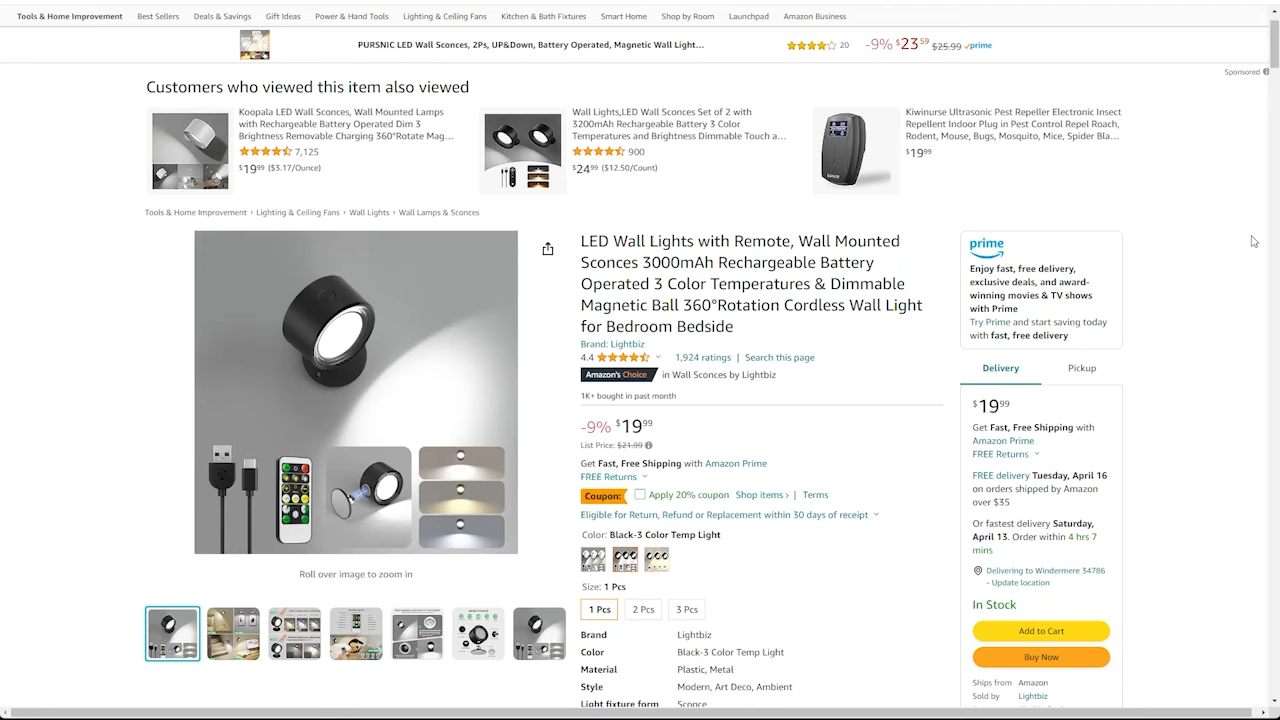 Tools & Home Improvement Best Sellers Deals & Savings Gift Ideas Power & Hand Tools Lighting & Ceiling Fans Kitchen & Bath Fixtures Smart Home Shop by Room Launchpad Amazon Business
PURSNIC LED Wall Sconces, 2Ps, UP&Down, Battery Operated, Magnetic Wall Light… 20 -9% $23.59 $25.99 prime
Sponsored
Customers who viewed this item also viewed
Koopala LED Wall Sconces, Wall Mounted Lamps
with Rechargeable Battery Operated Dim 3
Brightness Removable Charging 360°Rotate Mag…
7,125
$19.99 ($3.17/Ounce)
Wall Lights,LED Wall Sconces Set of 2 with
3200mAh Rechargeable Battery 3 Color
Temperatures and Brightness Dimmable Touch a…
900
$24.99 ($12.50/Count)
Kiwinurse Ultrasonic Pest Repeller Electronic Insect
Repellent Indoor Plug in Pest Control Repel Roach,
Rodent, Mouse, Bugs, Mosquito, Mice, Spider Bla…
$19.99
Tools & Home Improvement › Lighting & Ceiling Fans › Wall Lights › Wall Lamps & Sconces
Roll over image to zoom in
LED Wall Lights with Remote, Wall Mounted
Sconces 3000mAh Rechargeable Battery
Operated 3 Color Temperatures & Dimmable
Magnetic Ball 360°Rotation Cordless Wall Light
for Bedroom Bedside
Brand: Lightbiz
4.4 1,924 ratings | Search this page
Amazon's Choice in Wall Sconces by Lightbiz
1K+ bought in past month
-9% $19.99
List Price: $21.99
Get Fast, Free Shipping with Amazon Prime
FREE Returns
Coupon: Apply 20% coupon Shop items › | Terms
Eligible for Return, Refund or Replacement within 30 days of receipt
Color: Black-3 Color Temp Light
Size: 1 Pcs
1 Pcs 2 Pcs 3 Pcs
Brand Lightbiz
Color Black-3 Color Temp Light
Material Plastic, Metal
Style Modern, Art Deco, Ambient
Light fixture form Sconce
prime
Enjoy fast, free delivery,
exclusive deals, and award-
winning movies & TV shows
with Prime
Try Prime and start saving today
with fast, free delivery
Delivery Pickup
$19.99
Get Fast, Free Shipping with
Amazon Prime
FREE Returns
FREE delivery Tuesday, April 16
on orders shipped by Amazon
over $35
Or fastest delivery Saturday,
April 13. Order within 4 hrs 7
mins
Delivering to Windermere 34786
- Update location
In Stock
Add to Cart
Buy Now
Ships from Amazon
Sold by Lightbiz